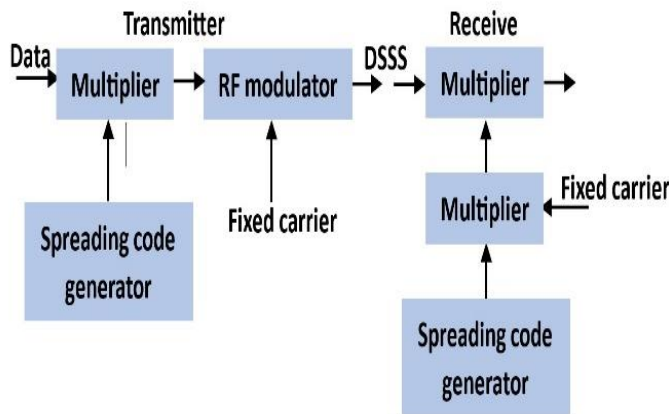 Transmitter
Receive
Data
Multiplier
RF modulator
DSSS
Multiplier
Fixed carrier
Multiplier
Fixed carrier
Spreading code
generator
Spreading code
generator